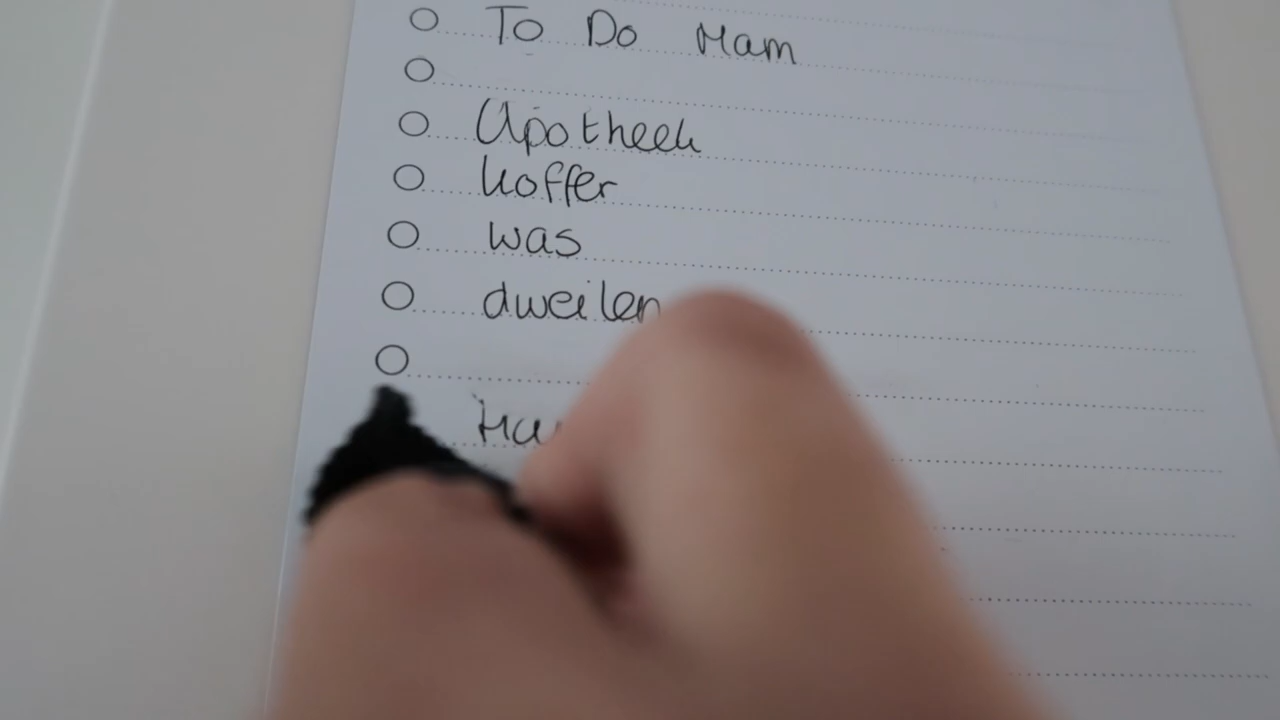 To Do Mam
Apotheek
koffer
was
dweilen